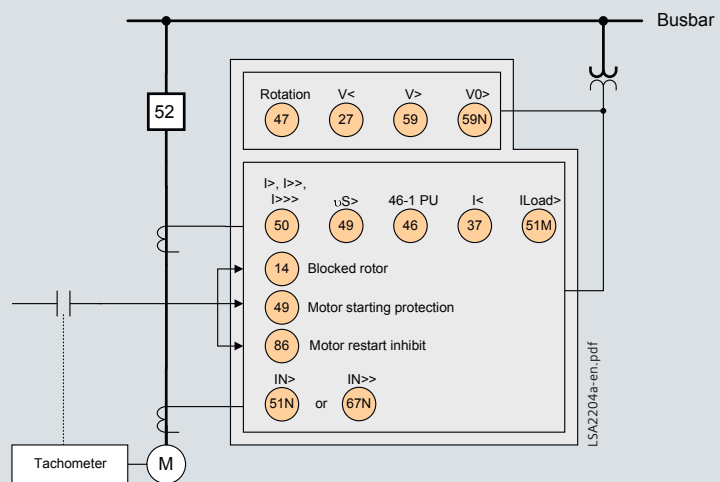 Busbar
Rotation V< V> V0>
47 27 59 59N
52
I>, I>>,
I>>> υS> 46-1 PU I< ILoad>
50 49 46 37 51M
14 Blocked rotor
49 Motor starting protection
86 Motor restart inhibit
IN> IN>>
51N or 67N
LSA2204a-en.pdf
Tachometer M